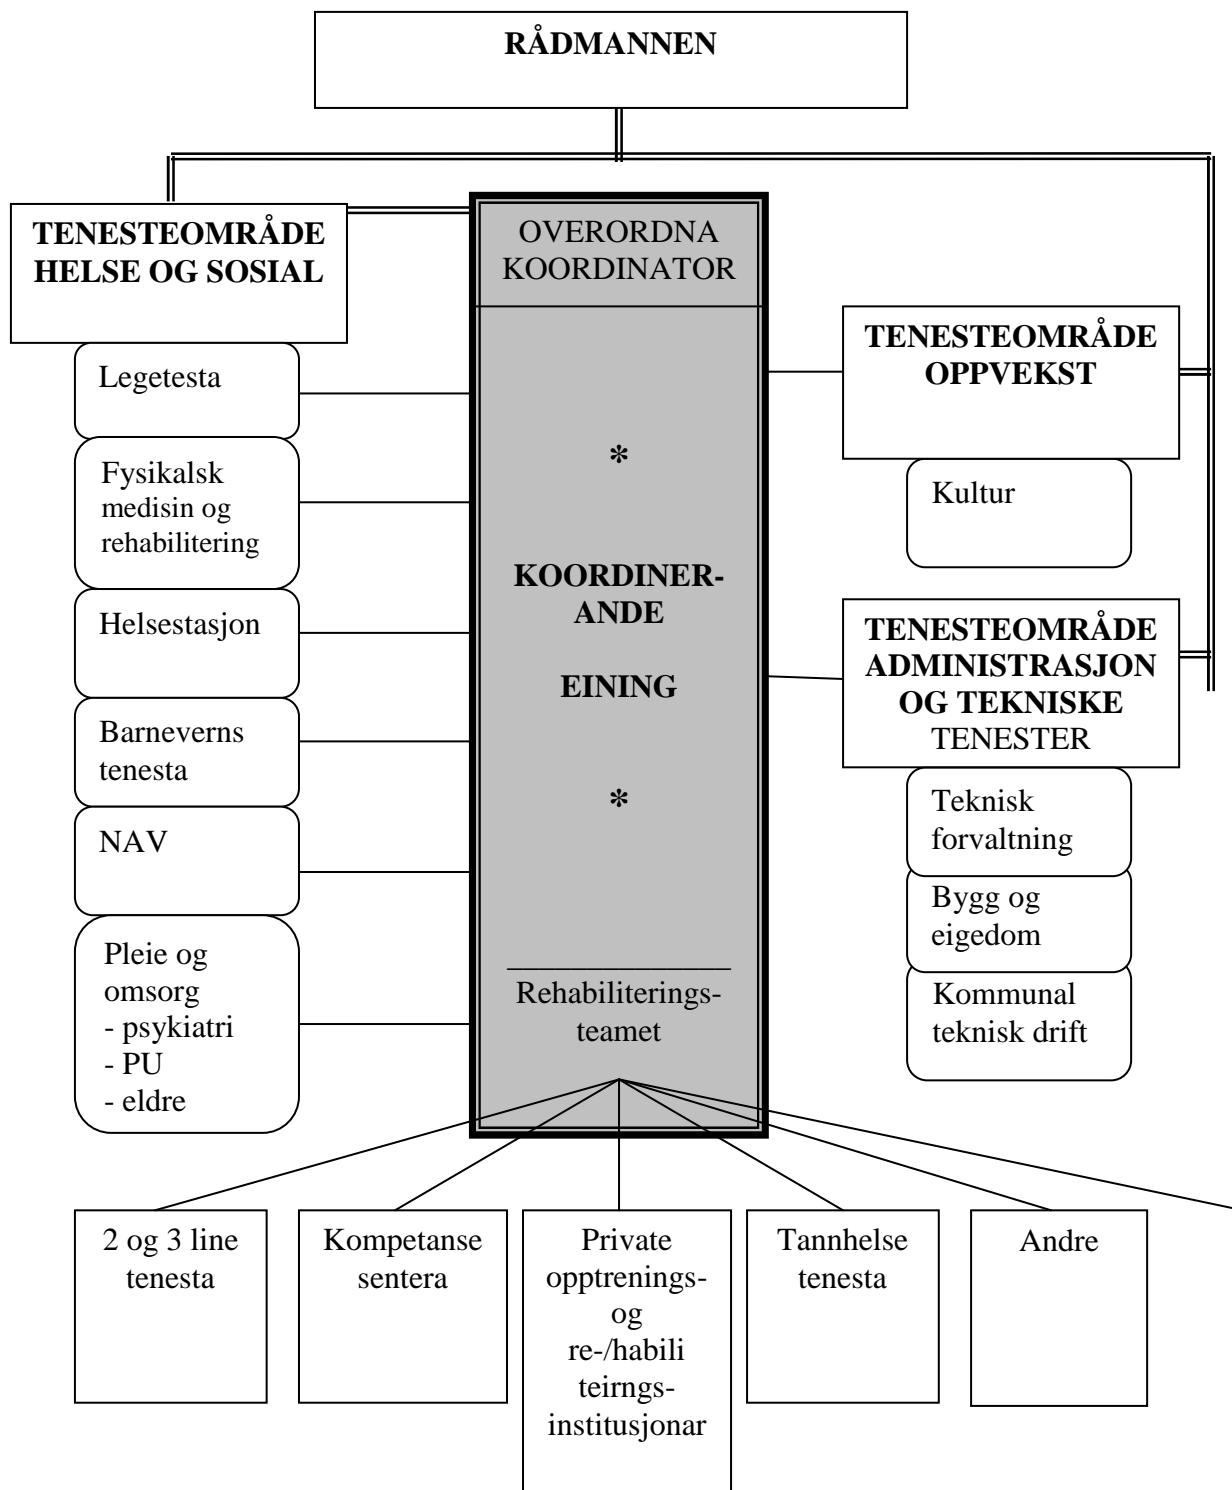 RÅDMANNEN
TENESTEOMRÅDE
HELSE OG SOSIAL
Legetesta
Fysikalsk
medisin og
rehabilitering
Helsestasjon
Barneverns
tenesta
NAV
Pleie og
omsorg
- psykiatri
- PU
- eldre
OVERORDNA
KOORDINATOR
*
KOORDINER-
ANDE
EINING
*
Rehabiliterings-
teamet
TENESTEOMRÅDE
OPPVEKST
Kultur
TENESTEOMRÅDE
ADMINISTRASJON
OG TEKNISKE
TENESTER
Teknisk
forvaltning
Bygg og
eigedom
Kommunal
teknisk drift
2 og 3 line
tenesta
Kompetanse
sentera
Private
opptrenings-
og
re-/habili
teirngs-
institusjonar
Tannhelse
tenesta
Andre